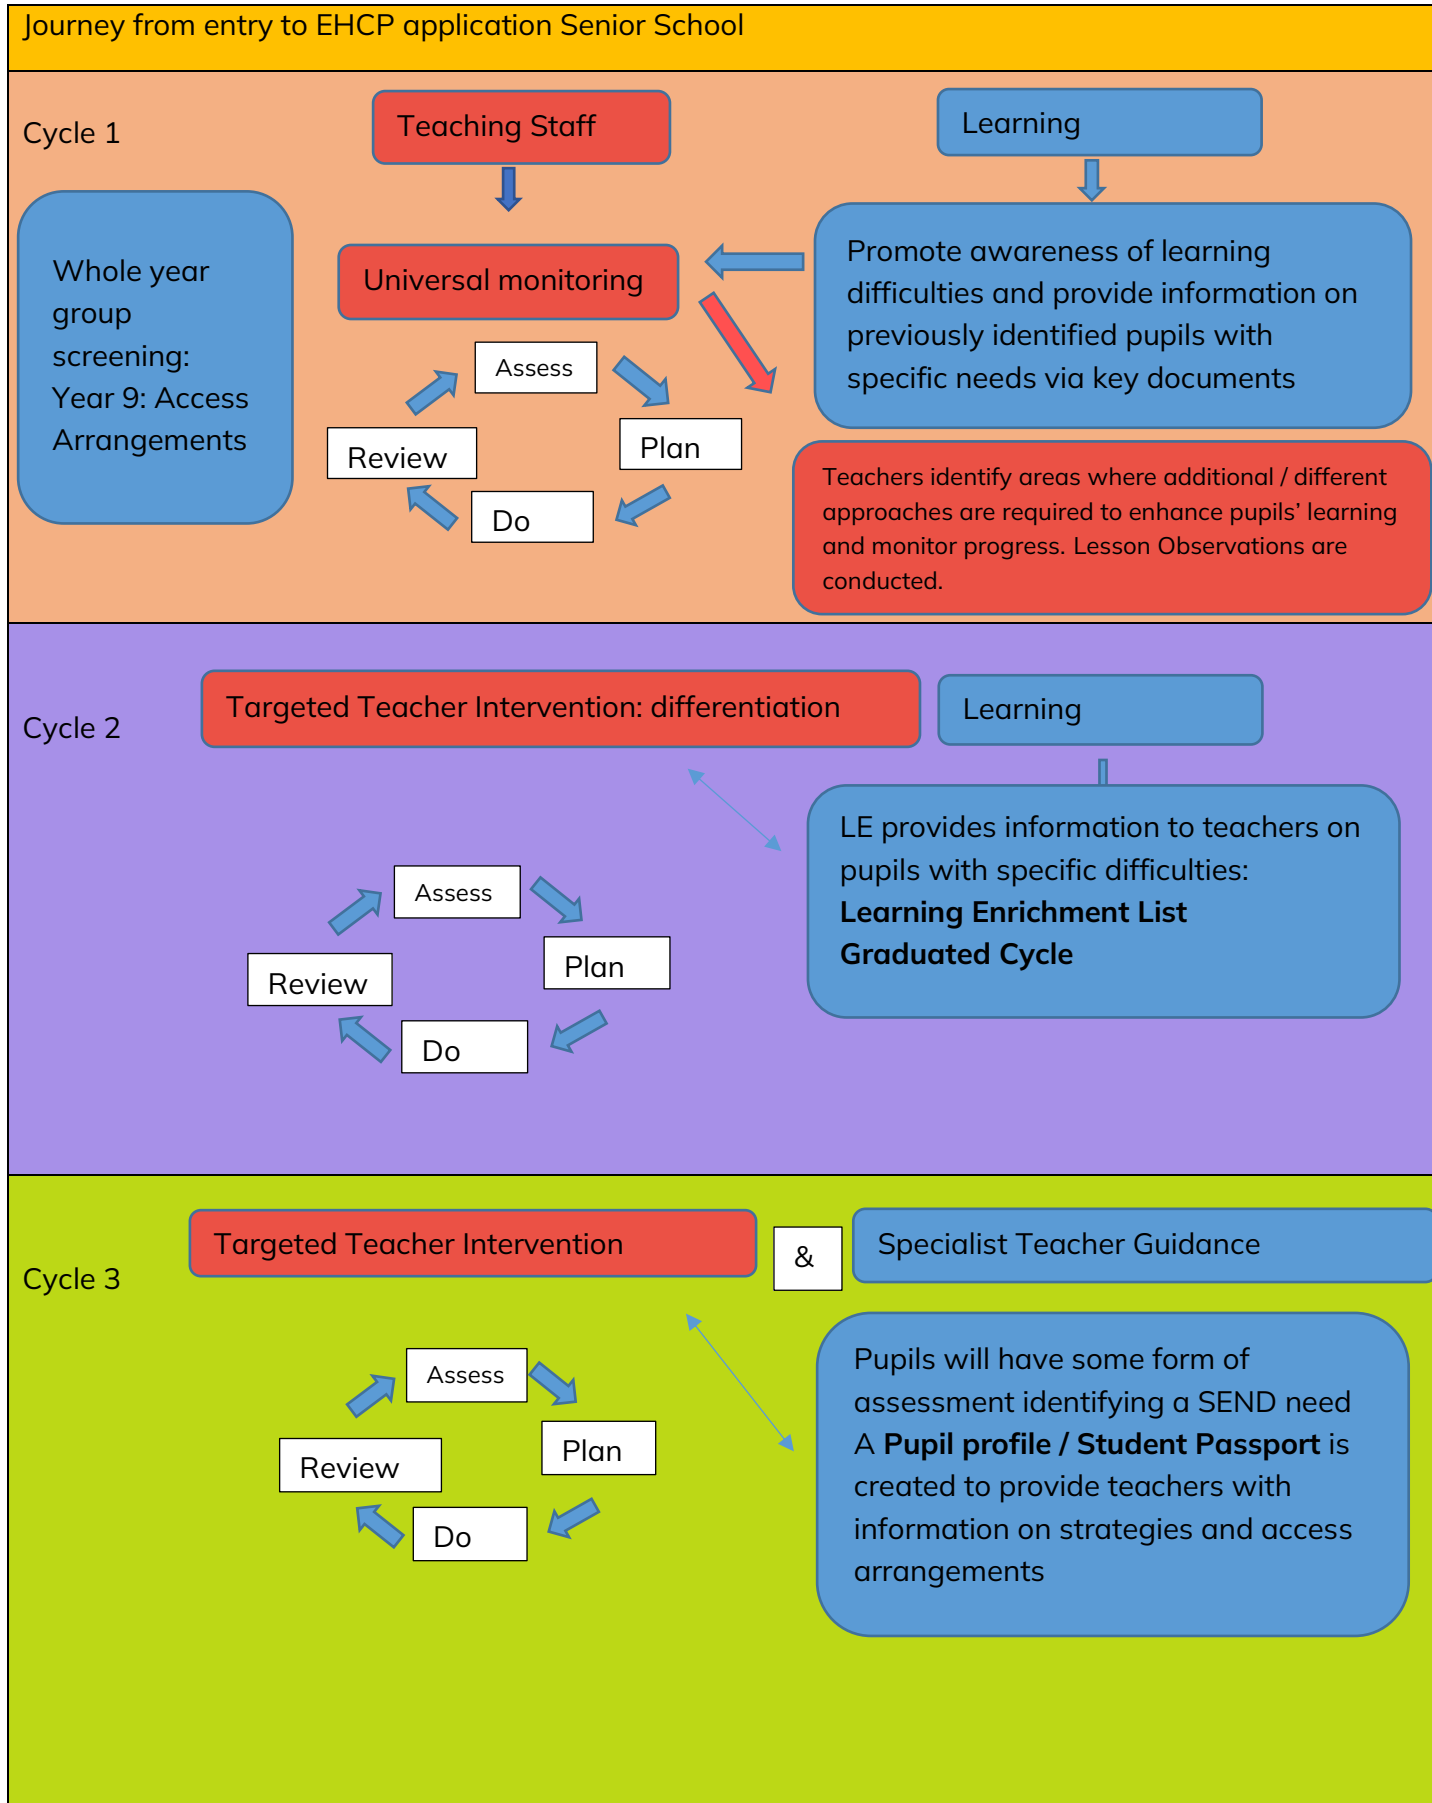 Journey from entry to EHCP application Senior School
Cycle 1
Teaching Staff
Learning
Whole year
group
screening:
Year 9: Access
Arrangements
Universal monitoring
Promote awareness of learning
difficulties and provide information on
previously identified pupils with
specific needs via key documents
Assess
Plan
Do
Review
Teachers identify areas where additional / different
approaches are required to enhance pupils’ learning
and monitor progress. Lesson Observations are
conducted.
Cycle 2
Targeted Teacher Intervention: differentiation
Learning
LE provides information to teachers on
pupils with specific difficulties:
Learning Enrichment List
Graduated Cycle
Assess
Plan
Do
Review
Cycle 3
Targeted Teacher Intervention
&
Specialist Teacher Guidance
Pupils will have some form of
assessment identifying a SEND need
A Pupil profile / Student Passport is
created to provide teachers with
information on strategies and access
arrangements
Assess
Plan
Do
Review